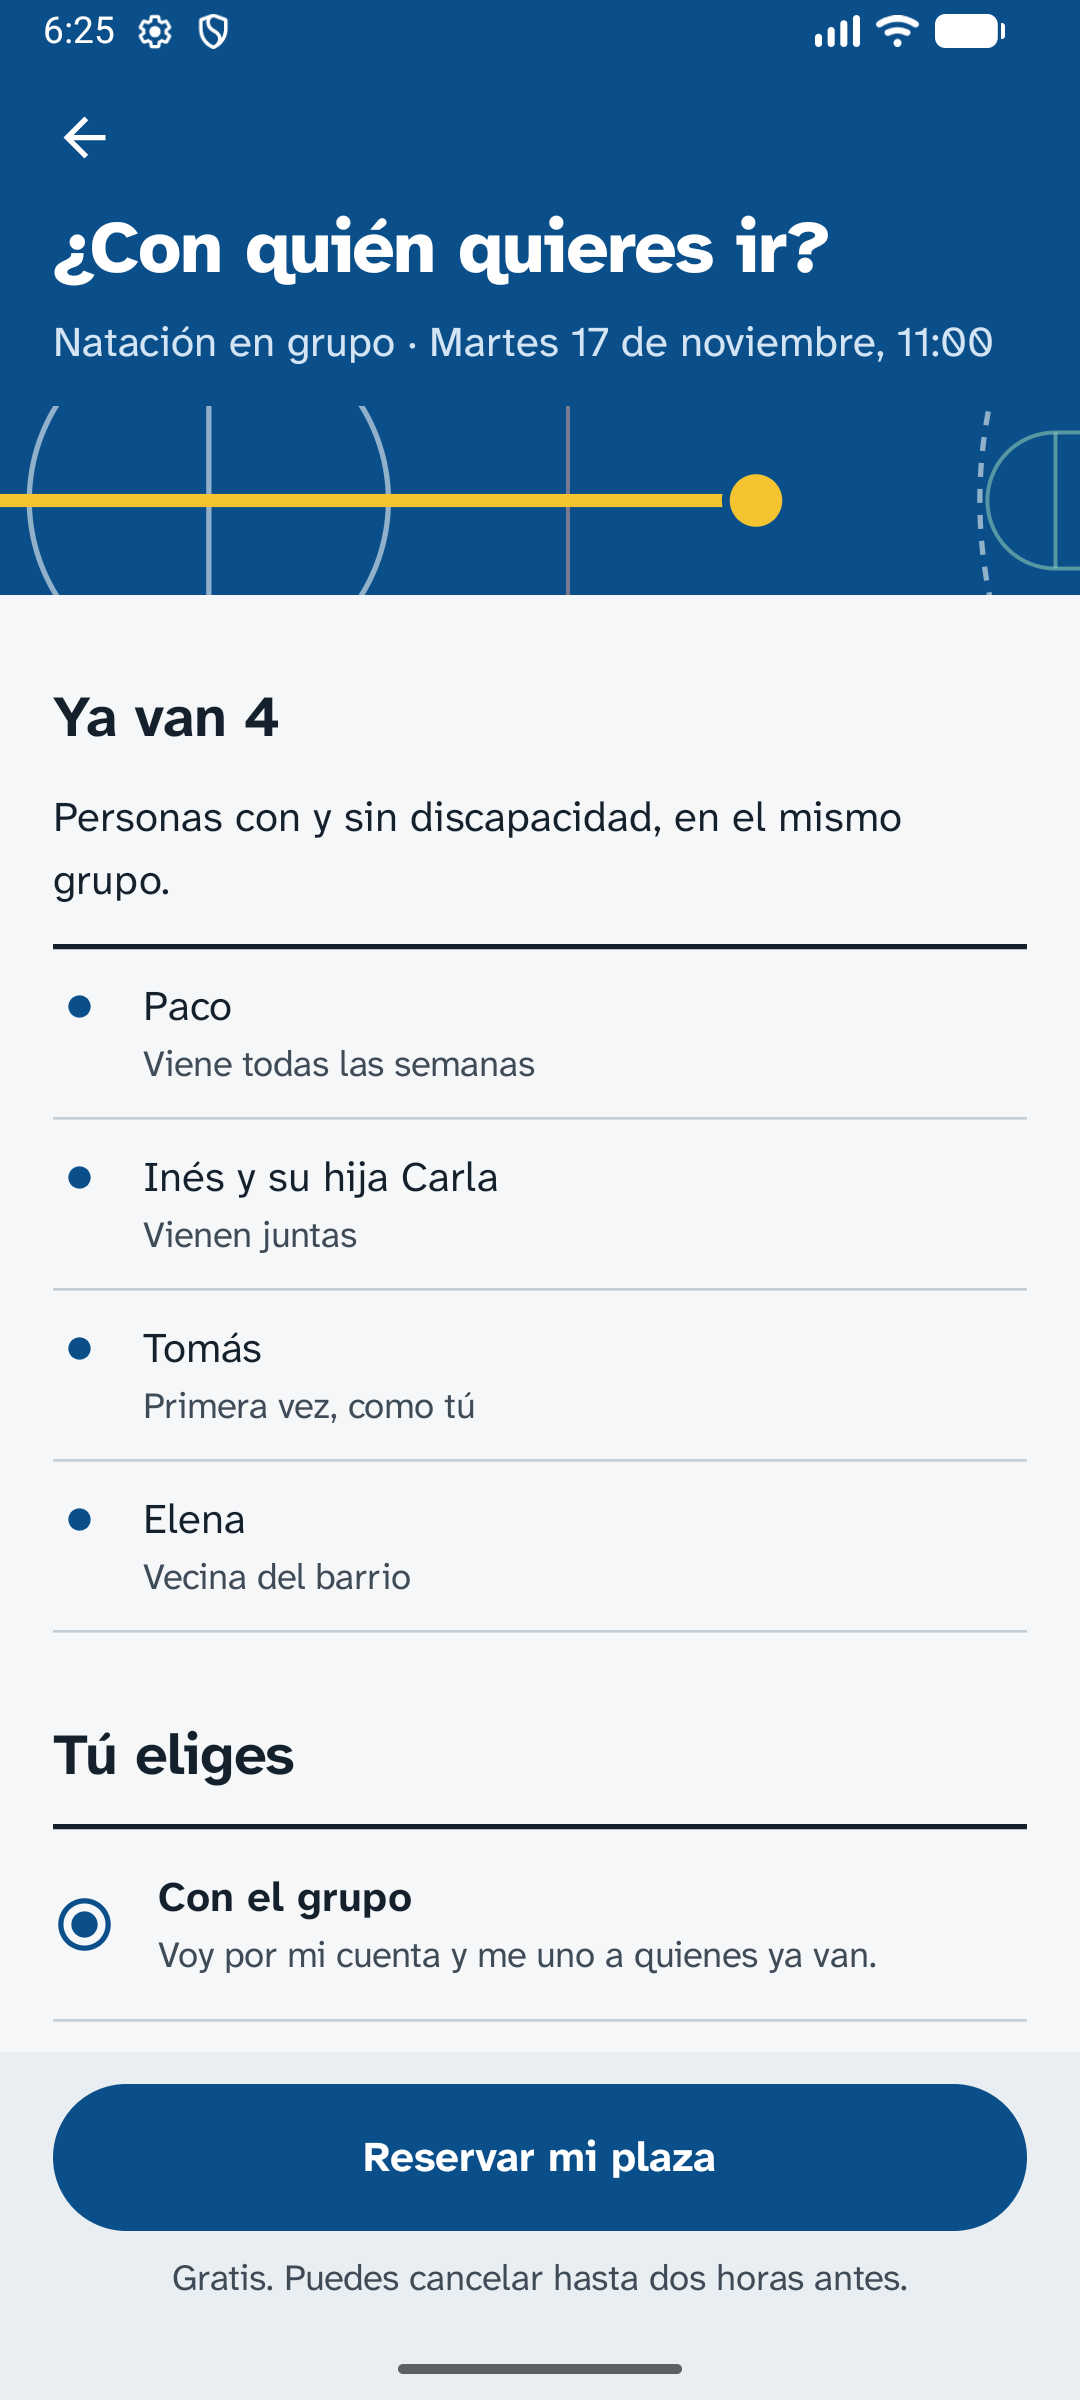 6:25
¿Con quién quieres ir?
Natación en grupo · Martes 17 de noviembre, 11:00
Ya van 4
Personas con y sin discapacidad, en el mismo
grupo.
Paco
Viene todas las semanas
Inés y su hija Carla
Vienen juntas
Tomás
Primera vez, como tú
Elena
Vecina del barrio
Tú eliges
Con el grupo
Voy por mi cuenta y me uno a quienes ya van.
Reservar mi plaza
Gratis. Puedes cancelar hasta dos horas antes.